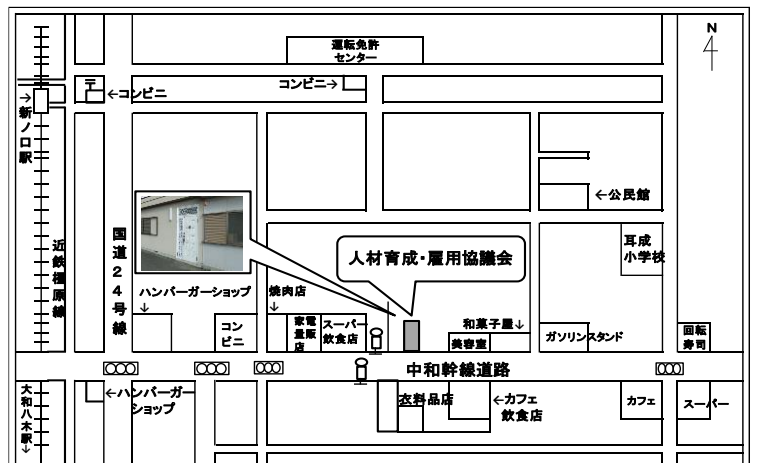 運転免許
センター
N
コンビニ→
〒
←コンビニ
→
新ノ口駅
←公民館
国道24号線
近鉄橿原線
人材育成・雇用協議会
耳成
小学校
ハンバーガーショップ
↓
焼肉店
↓
コン
ビニ
家電
量販
店
スーパー
飲食店
和菓子屋↓
美容室
ガソリンスタンド
回転
寿司
中和幹線道路
大和八木駅↓
←ハンバーガー
ショップ
衣料品店
←カフェ
飲食店
カフェ
スーパー